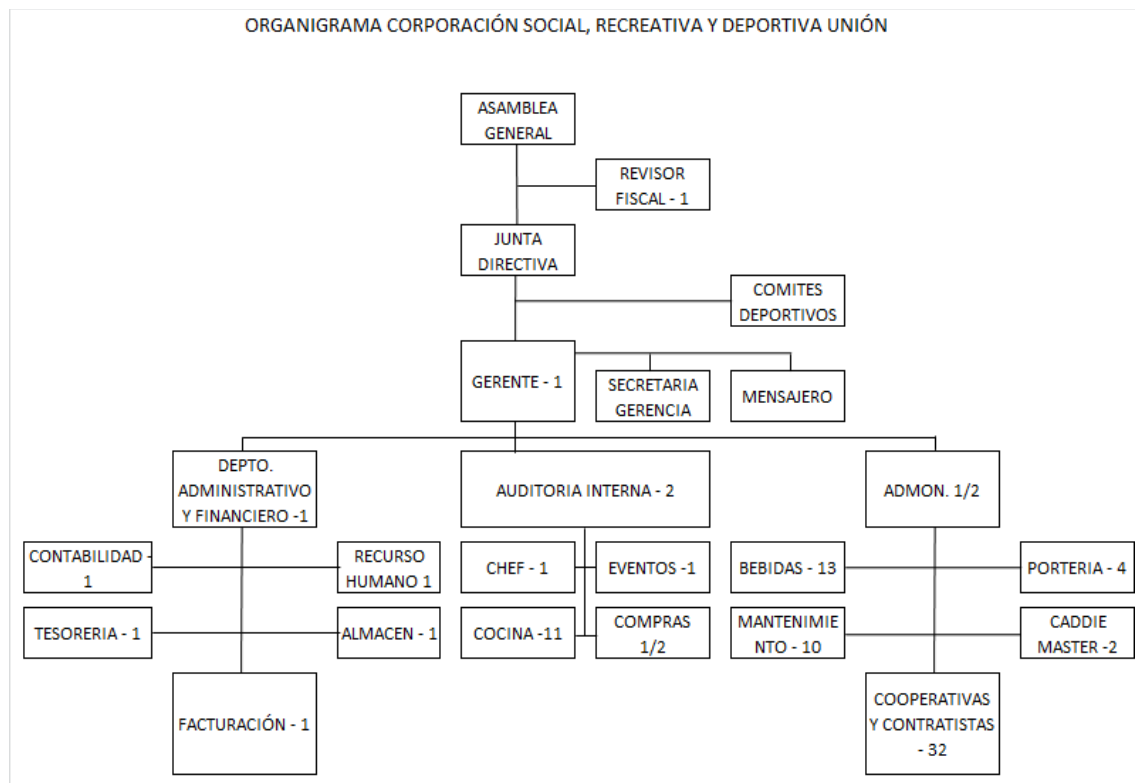 ORGANIGRAMA CORPORACIÓN SOCIAL, RECREATIVA Y DEPORTIVA UNIÓN
ASAMBLEA
GENERAL
REVISOR
FISCAL - 1
JUNTA
DIRECTIVA
COMITES
DEPORTIVOS
GERENTE - 1
SECRETARIA
GERENCIA
MENSAJERO
DEPTO.
ADMINISTRATIVO
Y FINANCIERO -1
AUDITORIA INTERNA - 2
ADMON. 1/2
CONTABILIDAD -
1
RECURSO
HUMANO 1
CHEF - 1
EVENTOS -1
BEBIDAS - 13
PORTERIA - 4
TESORERIA - 1
ALMACEN - 1
COCINA -11
COMPRAS
1/2
MANTENIMIE
NTO - 10
CADDIE
MASTER -2
FACTURACIÓN - 1
COOPERATIVAS
Y CONTRATISTAS
- 32